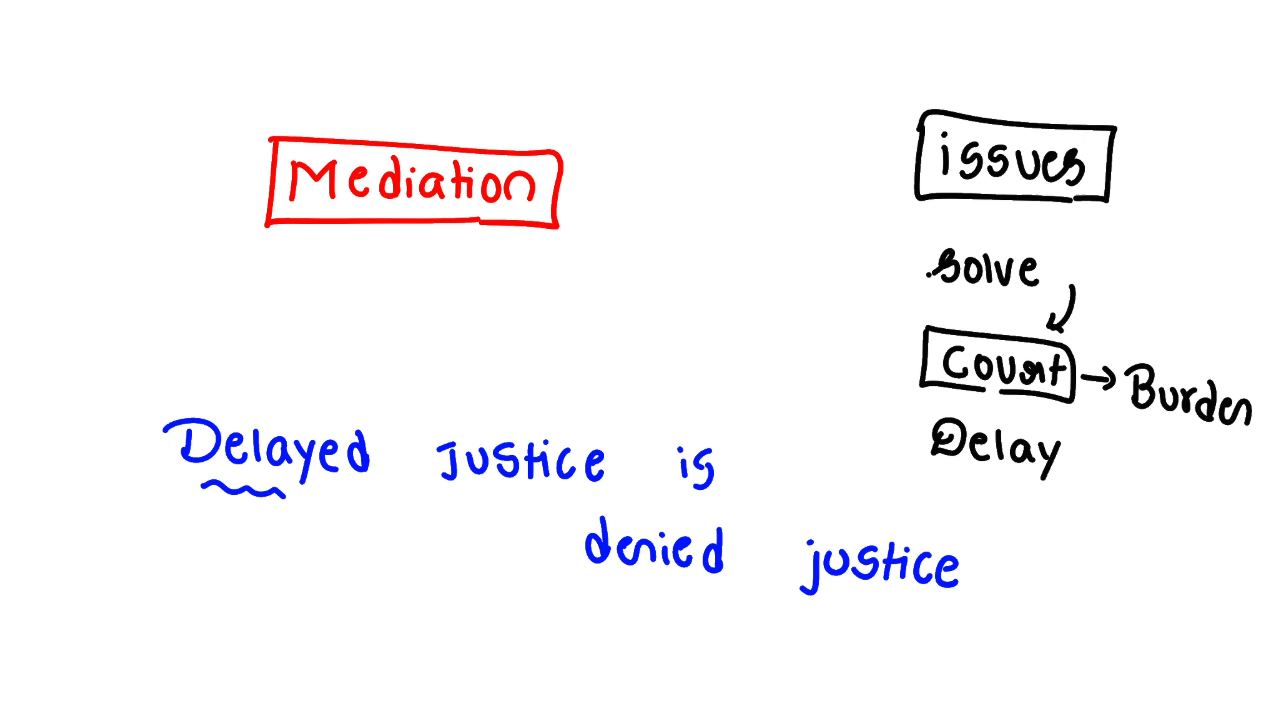 Mediation
issues
solve
Court → Burden
Delay
Delayed justice is
denied justice